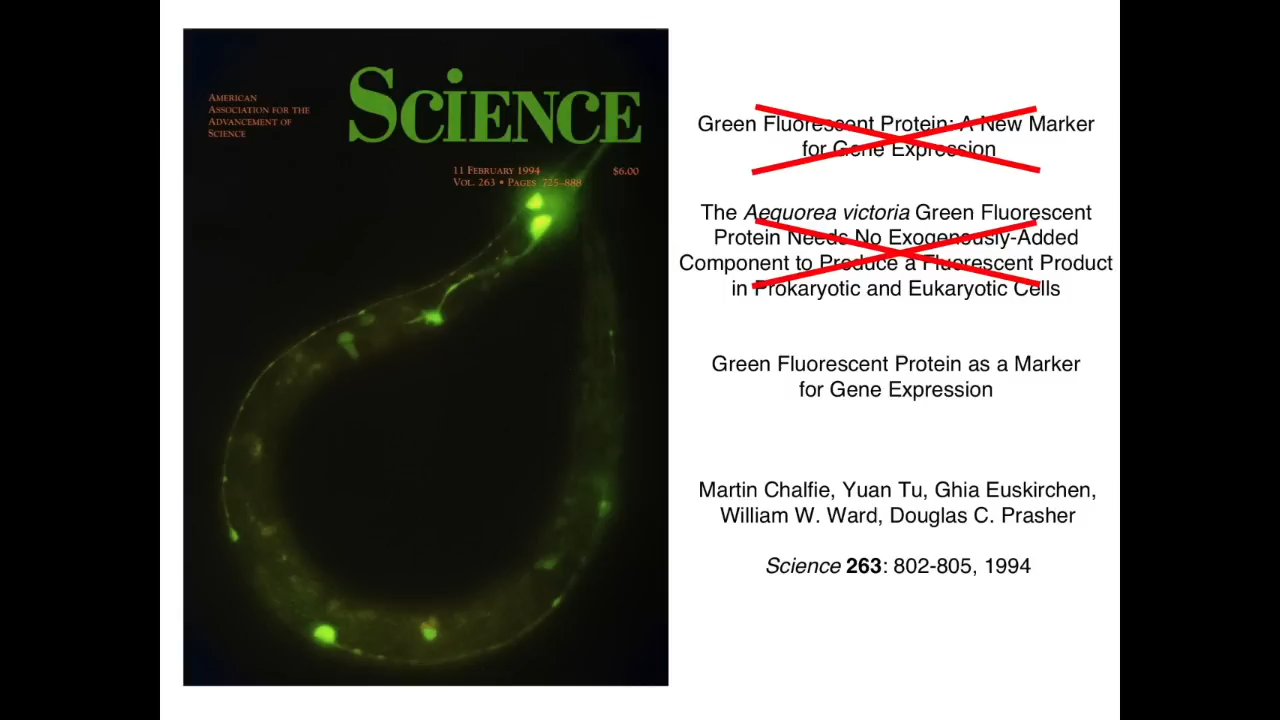 AMERICAN
ASSOCIATION FOR THE
ADVANCEMENT OF
SCIENCE
SCIENCE
11 FEBRUARY 1994
VOL. 263 • PAGES 725–888
$6.00
Green Fluorescent Protein: A New Marker
for Gene Expression
The Aequorea victoria Green Fluorescent
Protein Needs No Exogenously-Added
Component to Produce a Fluorescent Product
in Prokaryotic and Eukaryotic Cells
Green Fluorescent Protein as a Marker
for Gene Expression
Martin Chalfie, Yuan Tu, Ghia Euskirchen,
William W. Ward, Douglas C. Prasher
Science 263: 802-805, 1994